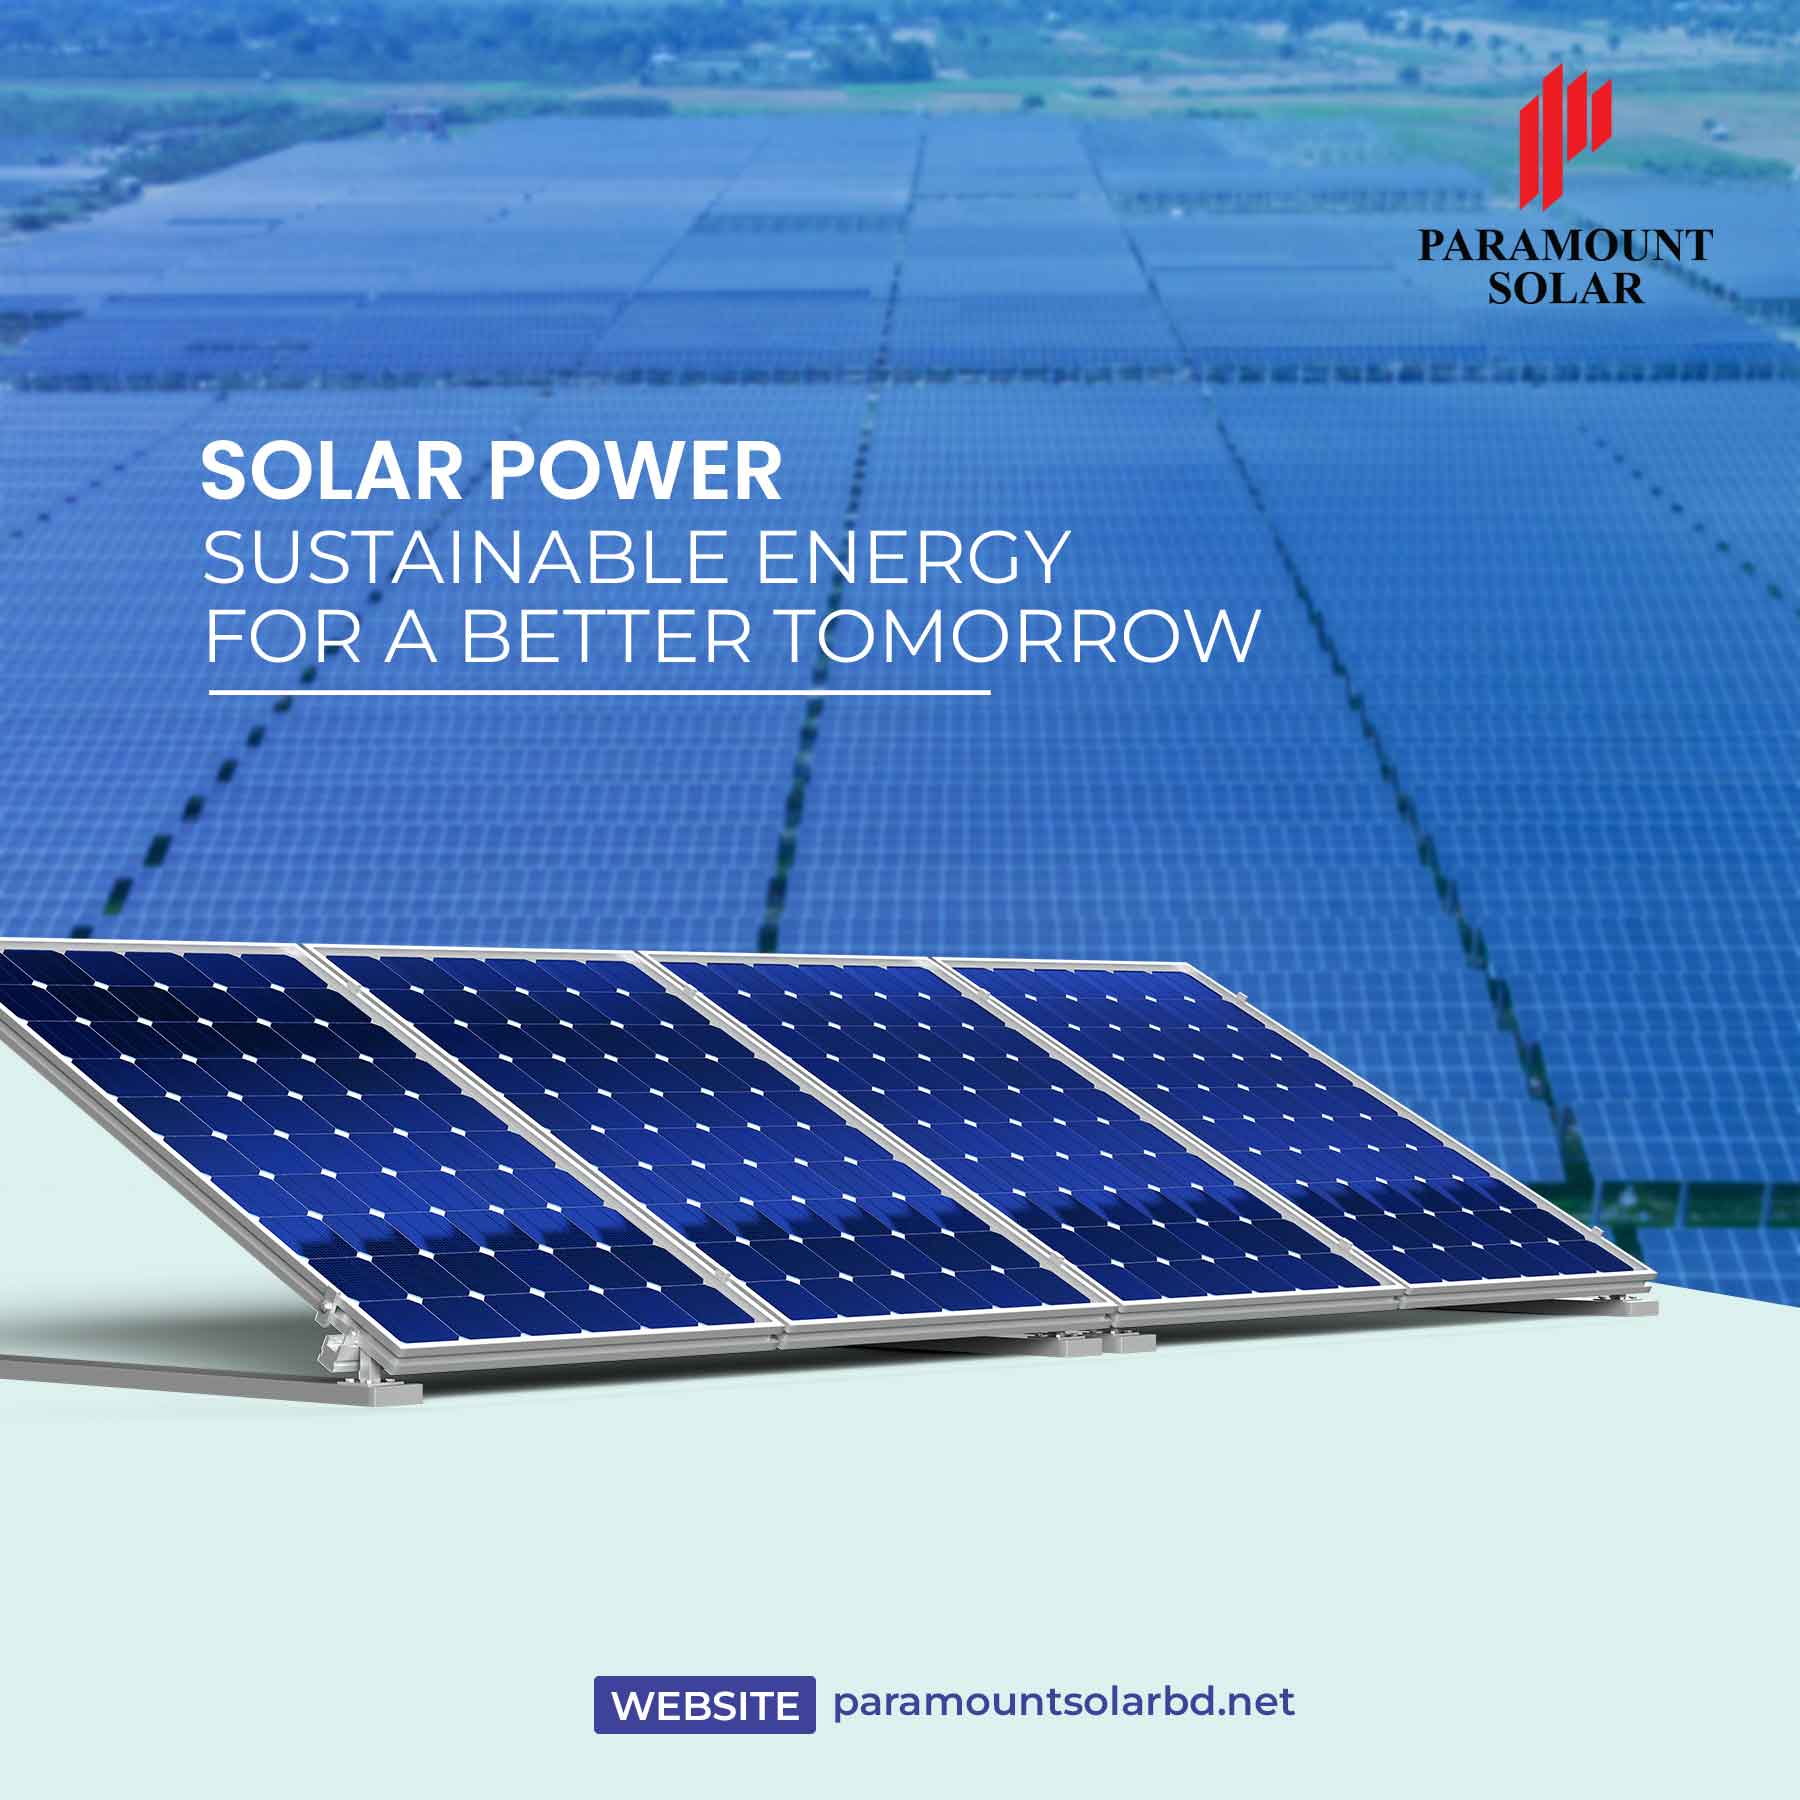 PARAMOUNT
SOLAR
SOLAR POWER
SUSTAINABLE ENERGY
FOR A BETTER TOMORROW
WEBSITE paramountsolarbd.net